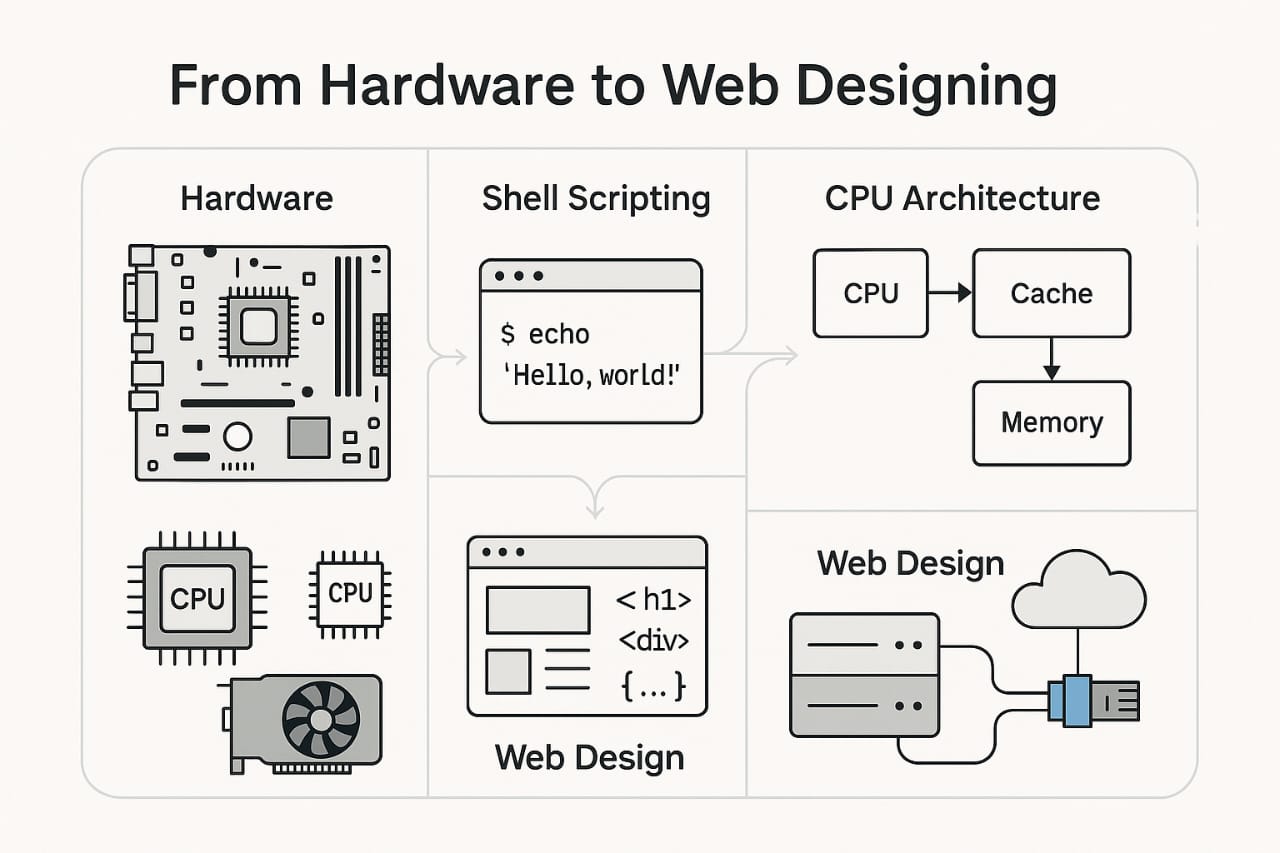 From Hardware to Web Designing
Hardware
Shell Scripting
CPU Architecture
$ echo
'Hello, world!'
CPU
Cache
Memory
CPU
CPU
<h1>
<div>
{...}
Web Design
Web Design